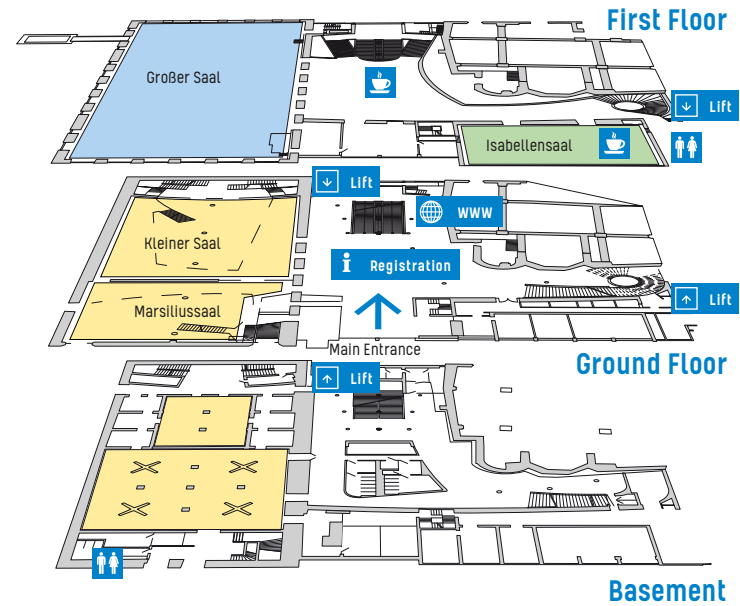 First Floor
Großer Saal
Lift
Isabellensaal
Lift
WWW
Kleiner Saal
i Registration
Marsiliussaal
Lift
Main Entrance
Ground Floor
Lift
Basement